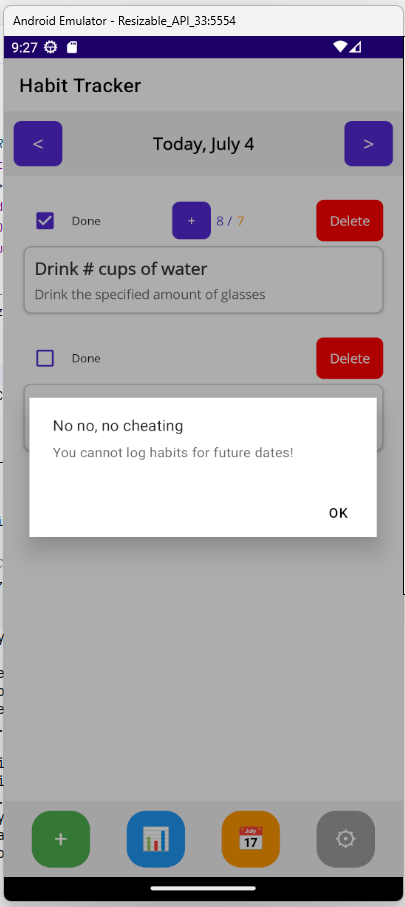 Android Emulator - Resizable_API_33:5554
9:27
Habit Tracker
< Today, July 4 >
Done + 8 / 7 Delete
Drink # cups of water
Drink the specified amount of glasses
Done Delete
No no, no cheating
You cannot log habits for future dates!
OK
+ July 17